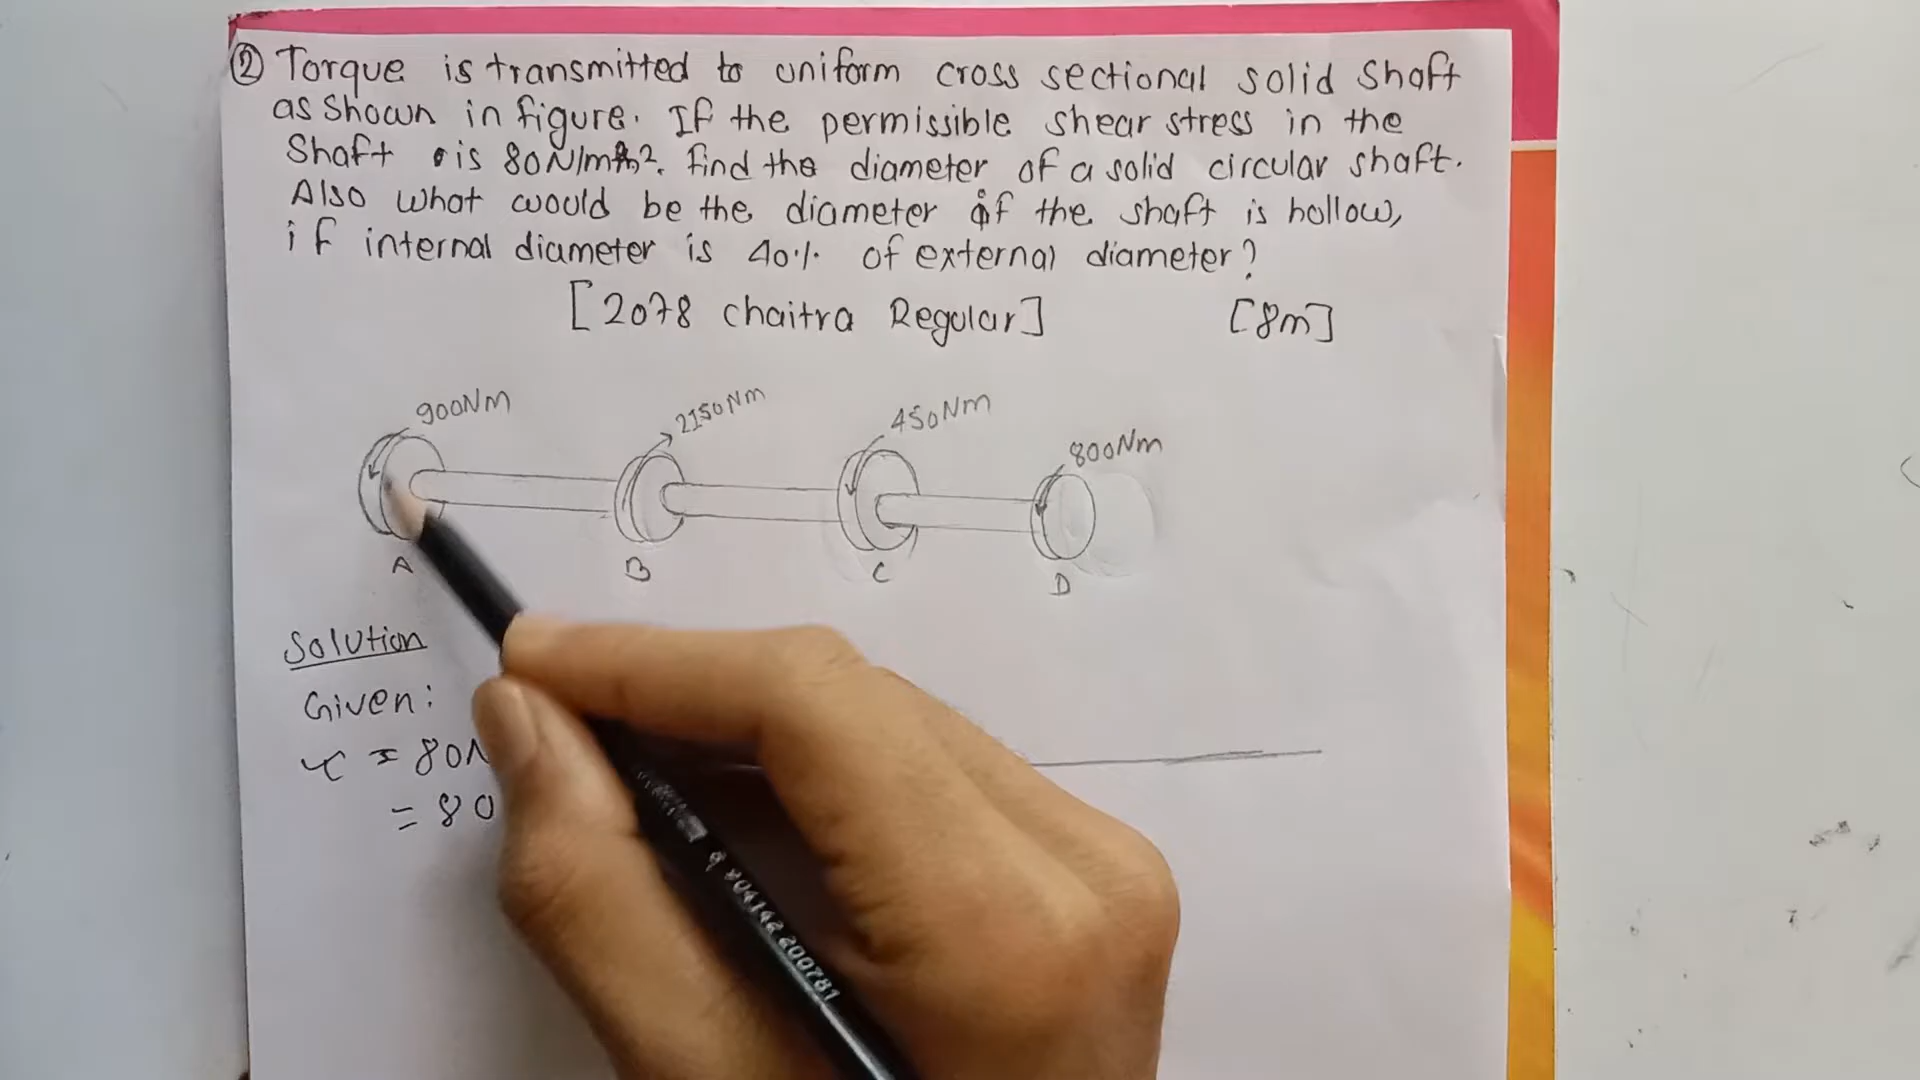 ② Torque is transmitted to uniform cross sectional solid shaft
as shown in figure. If the permissible shear stress in the
Shaft is 80N/mm². find the diameter of a solid circular shaft.
Also what would be the diameter if the shaft is hollow,
if internal diameter is 40% of external diameter?
[2078 chaitra Regular] [8m]
900Nm
2150Nm
450Nm
800Nm
A B C D
Solution
Given:
τ = 80N
= 80